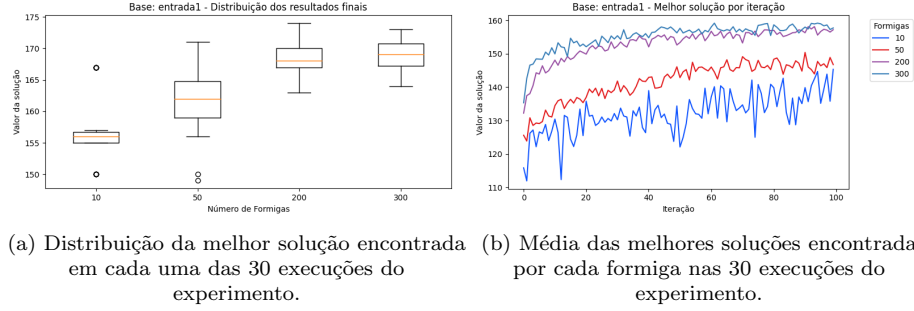 Base: entrada1 - Distribuição dos resultados finais
Valor da solução
175
170
165
160
155
150
10
50
200
300
Número de Formigas
Base: entrada1 - Melhor solução por iteração
Valor da solução
160
150
140
130
120
110
0
20
40
60
80
100
Iteração
Formigas
10
50
200
300
(a) Distribuição da melhor solução encontrada
em cada uma das 30 execuções do
experimento.
(b) Média das melhores soluções encontrada
por cada formiga nas 30 execuções do
experimento.